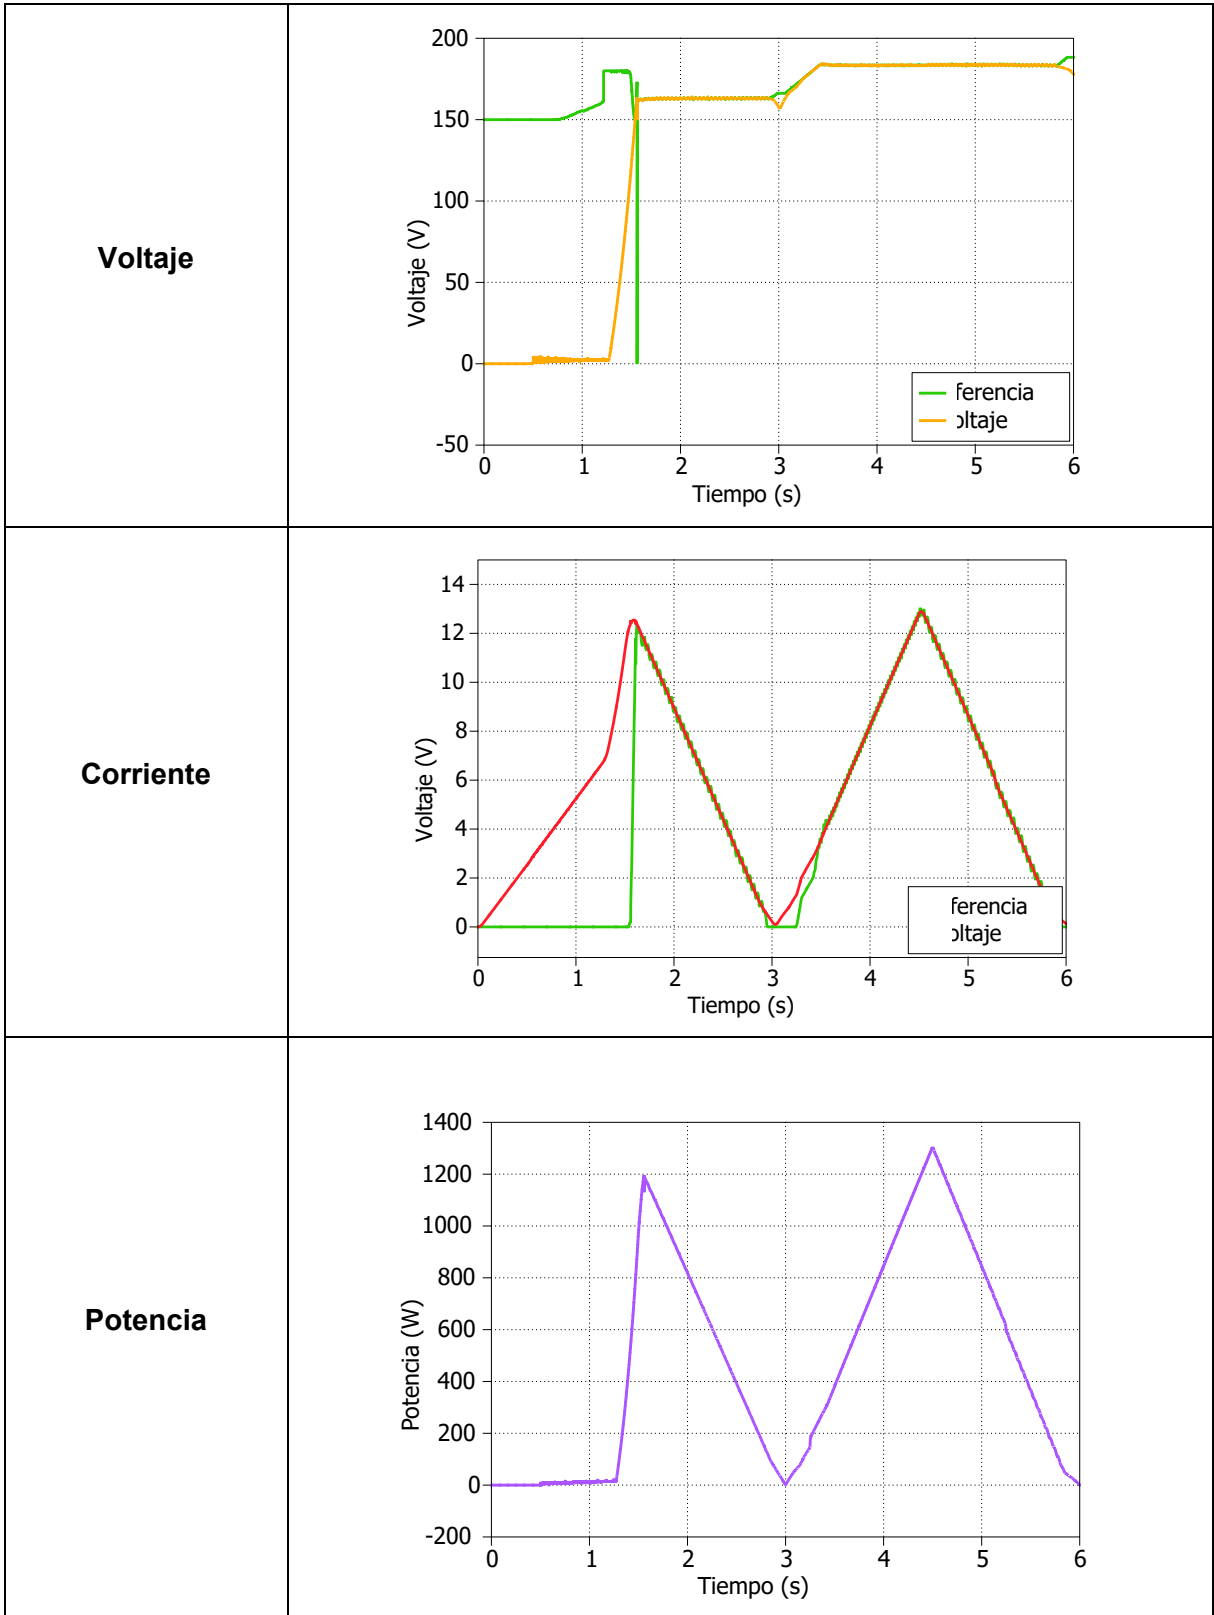 Voltaje
200
150
100
50
0
-50
Voltaje (V)
0 1 2 3 4 5 6
Tiempo (s)
ferencia
oltaje
Corriente
14
12
10
8
6
4
2
0
Voltaje (V)
0 1 2 3 4 5 6
Tiempo (s)
ferencia
oltaje
Potencia
1400
1200
1000
800
600
400
200
0
-200
Potencia (W)
0 1 2 3 4 5 6
Tiempo (s)